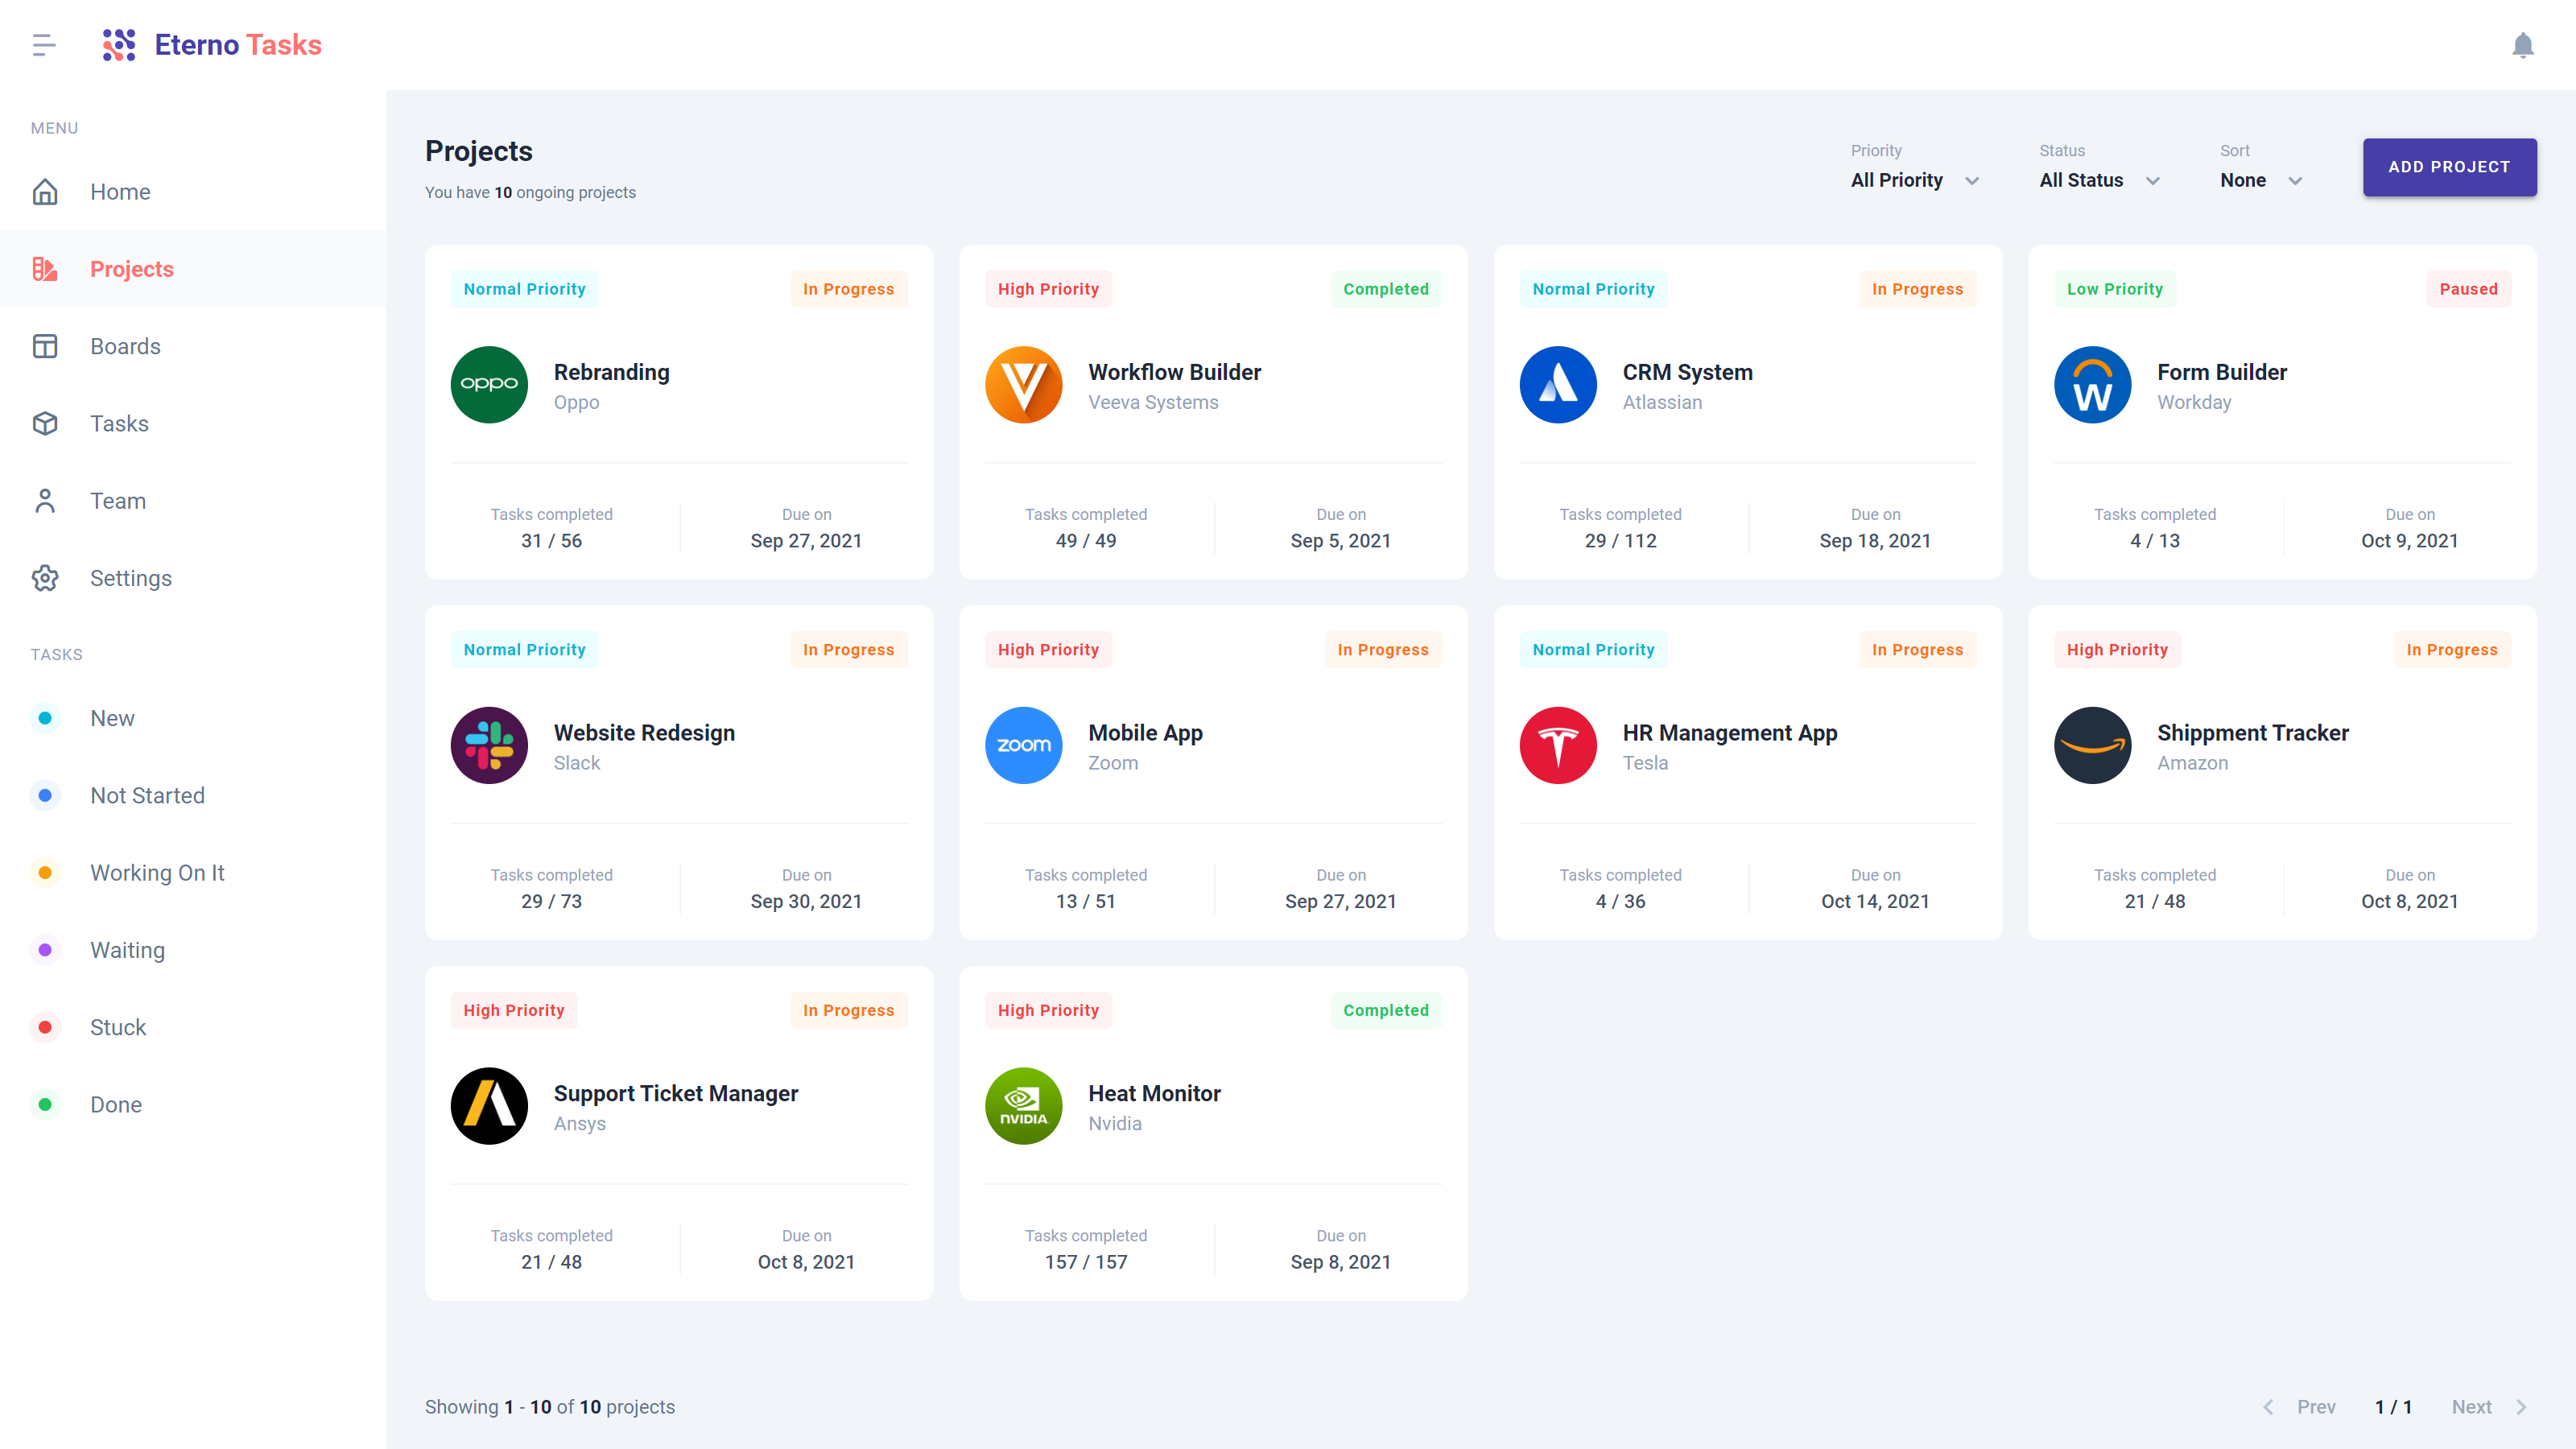 Eterno Tasks
MENU
Home
Projects
Boards
Tasks
Team
Settings
TASKS
New
Not Started
Working On It
Waiting
Stuck
Done
Projects
You have 10 ongoing projects
Priority
All Priority
Status
All Status
Sort
None
ADD PROJECT
Normal Priority
In Progress
oppo
Rebranding
Oppo
Tasks completed
31 / 56
Due on
Sep 27, 2021
High Priority
Completed
V
Workflow Builder
Veeva Systems
Tasks completed
49 / 49
Due on
Sep 5, 2021
Normal Priority
In Progress
CRM System
Atlassian
Tasks completed
29 / 112
Due on
Sep 18, 2021
Low Priority
Paused
W
Form Builder
Workday
Tasks completed
4 / 13
Due on
Oct 9, 2021
Normal Priority
In Progress
Website Redesign
Slack
Tasks completed
29 / 73
Due on
Sep 30, 2021
High Priority
In Progress
zoom
Mobile App
Zoom
Tasks completed
13 / 51
Due on
Sep 27, 2021
Normal Priority
In Progress
HR Management App
Tesla
Tasks completed
4 / 36
Due on
Oct 14, 2021
High Priority
In Progress
Shippment Tracker
Amazon
Tasks completed
21 / 48
Due on
Oct 8, 2021
High Priority
In Progress
Support Ticket Manager
Ansys
Tasks completed
21 / 48
Due on
Oct 8, 2021
High Priority
Completed
NVIDIA
Heat Monitor
Nvidia
Tasks completed
157 / 157
Due on
Sep 8, 2021
Showing 1 - 10 of 10 projects
Prev
1 / 1
Next